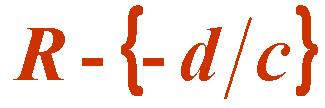 R - {- d/c}